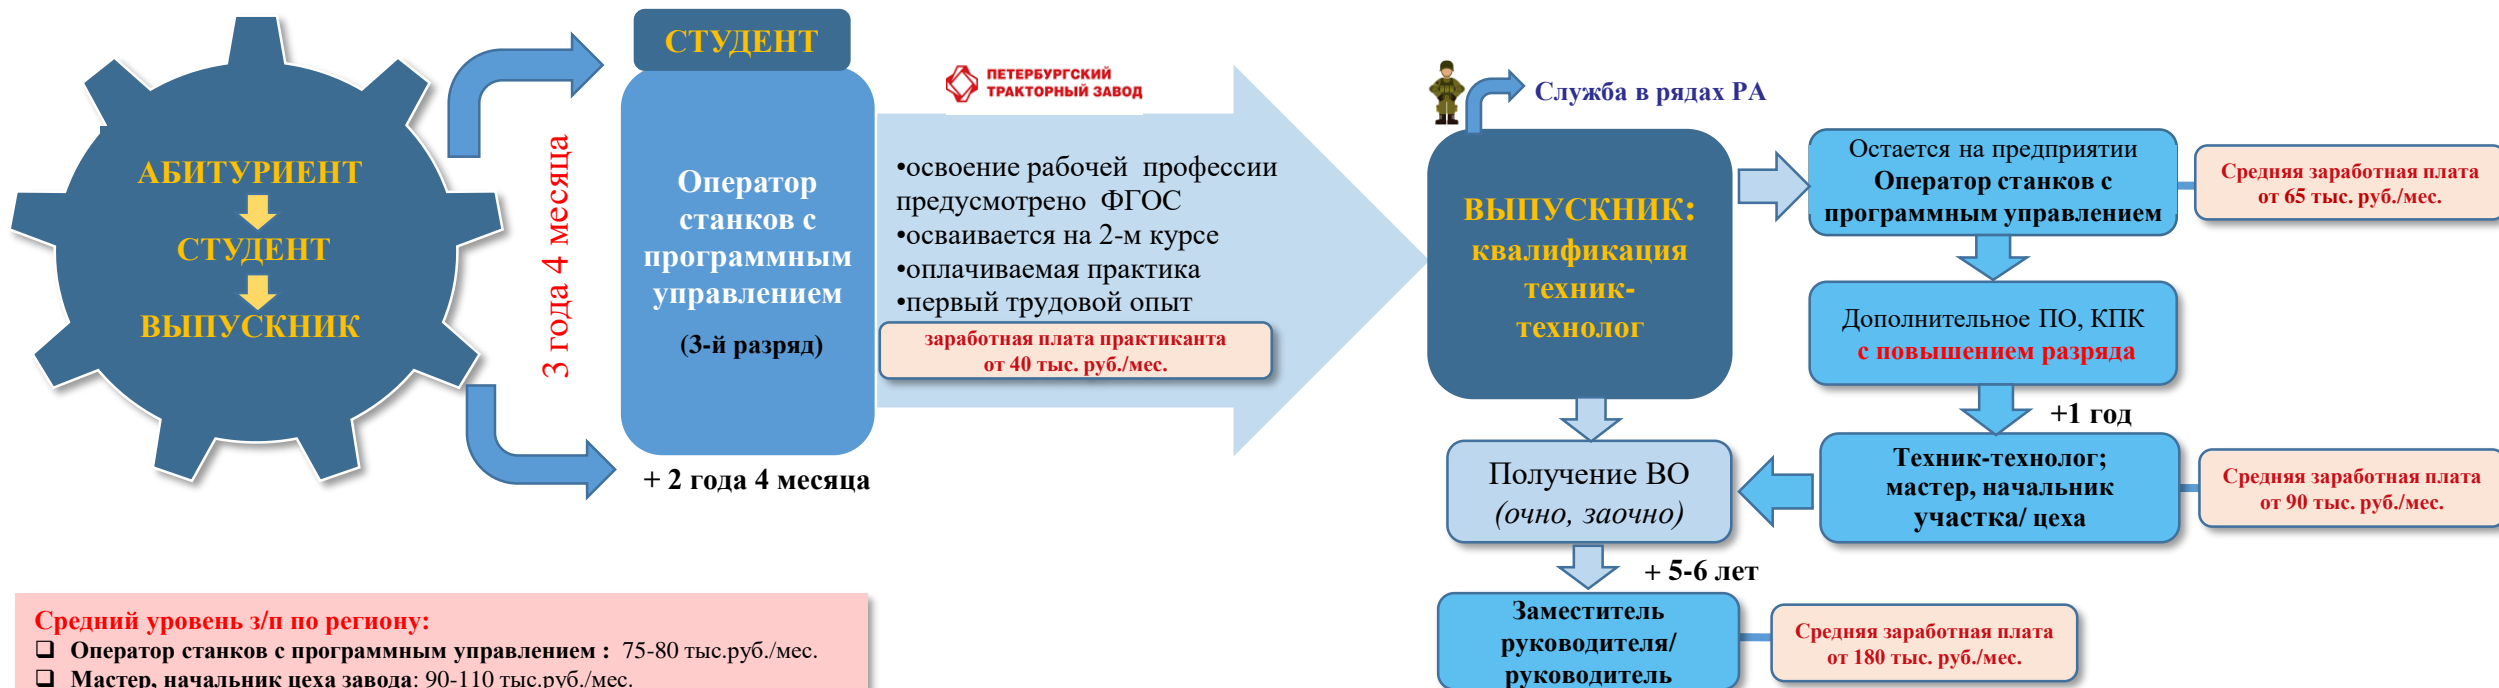 АБИТУРИЕНТ
СТУДЕНТ
ВЫПУСКНИК
3 года 4 месяца
СТУДЕНТ
Оператор
станков с
программным
управлением
(3-й разряд)
+ 2 года 4 месяца
ПЕТЕРБУРГСКИЙ
ТРАКТОРНЫЙ ЗАВОД
•освоение рабочей профессии
предусмотрено ФГОС
•осваивается на 2-м курсе
•оплачиваемая практика
•первый трудовой опыт
заработная плата практиканта
от 40 тыс. руб./мес.
Служба в рядах РА
ВЫПУСКНИК:
квалификация
техник-
технолог
Остается на предприятии
Оператор станков с
программным управлением
Средняя заработная плата
от 65 тыс. руб./мес.
Дополнительное ПО, КПК
с повышением разряда
+1 год
Техник-технолог;
мастер, начальник
участка/ цеха
Средняя заработная плата
от 90 тыс. руб./мес.
Получение ВО
(очно, заочно)
+ 5-6 лет
Заместитель
руководителя/
руководитель
Средняя заработная плата
от 180 тыс. руб./мес.
Средний уровень з/п по региону:
❑ Оператор станков с программным управлением : 75-80 тыс.руб./мес.
❑ Мастер, начальник цеха завода: 90-110 тыс.руб./мес.